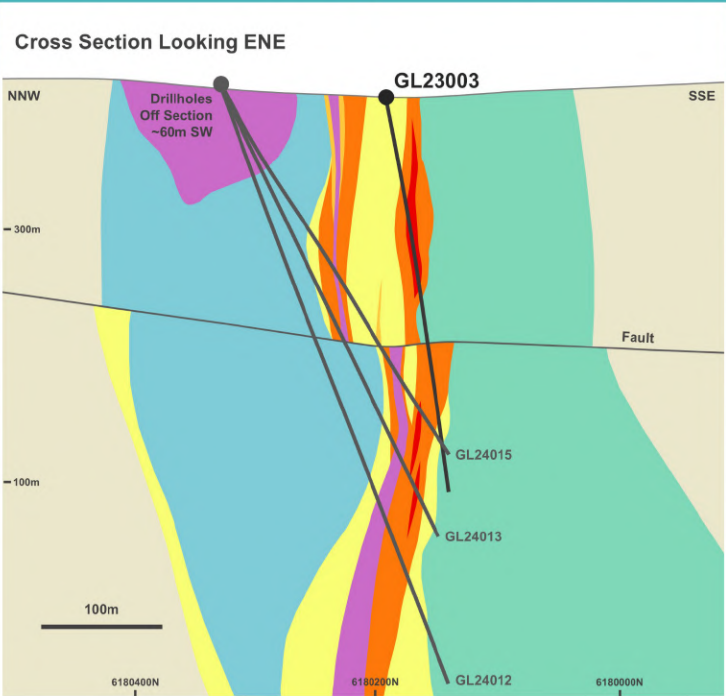 Cross Section Looking ENE
GL23003
NNW
SSE
Drillholes
Off Section
~60m SW
300m
Fault
GL24015
100m
GL24013
100m
GL24012
6180400N
6180200N
6180000N